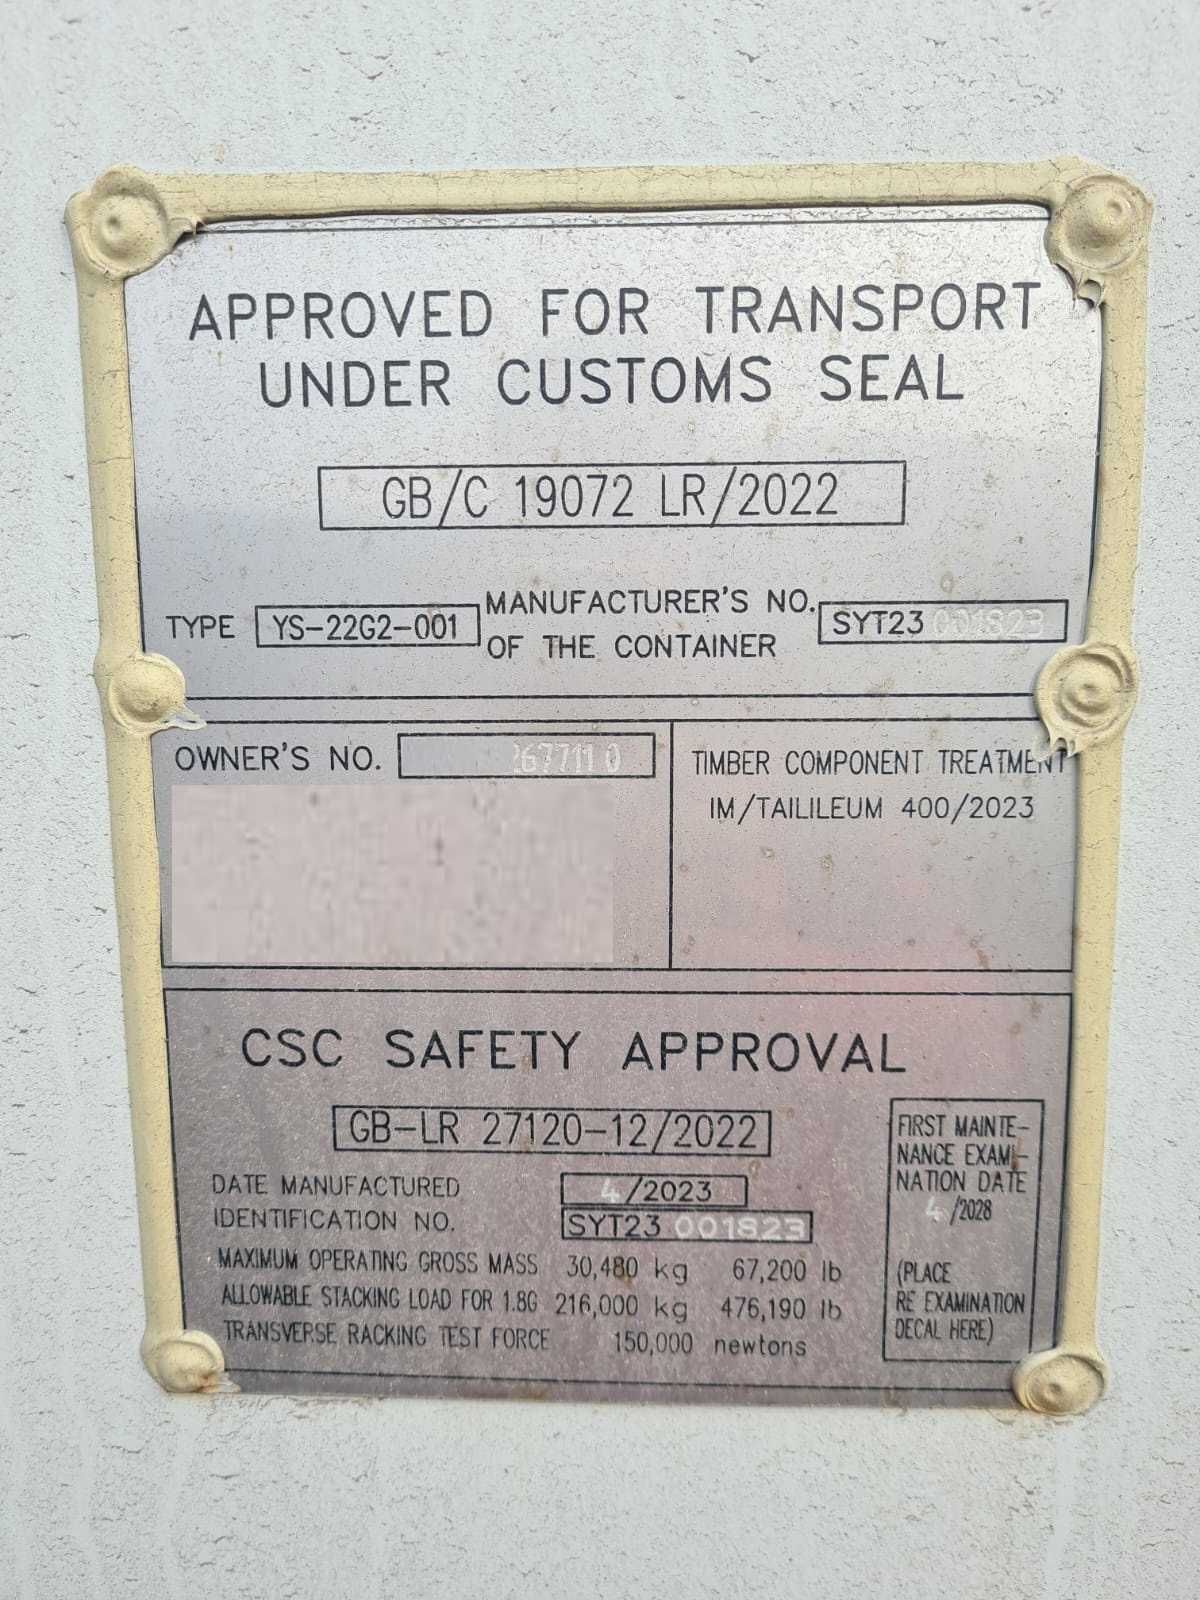 APPROVED FOR TRANSPORT
UNDER CUSTOMS SEAL
GB/C 19072 LR/2022
TYPE YS-22G2-001 MANUFACTURER'S NO. OF THE CONTAINER SYT23 001823
OWNER'S NO. 267711 0
TIMBER COMPONENT TREATMENT
IM/TAILILEUM 400/2023
CSC SAFETY APPROVAL
GB-LR 27120-12/2022
DATE MANUFACTURED 4/2023
IDENTIFICATION NO. SYT23 001823
MAXIMUM OPERATING GROSS MASS 30,480 kg 67,200 lb
ALLOWABLE STACKING LOAD FOR 1.8G 216,000 kg 476,190 lb
TRANSVERSE RACKING TEST FORCE 150,000 newtons
FIRST MAINTE-
NANCE EXAMI-
NATION DATE
4/2028
(PLACE
RE EXAMINATION
DECAL HERE)